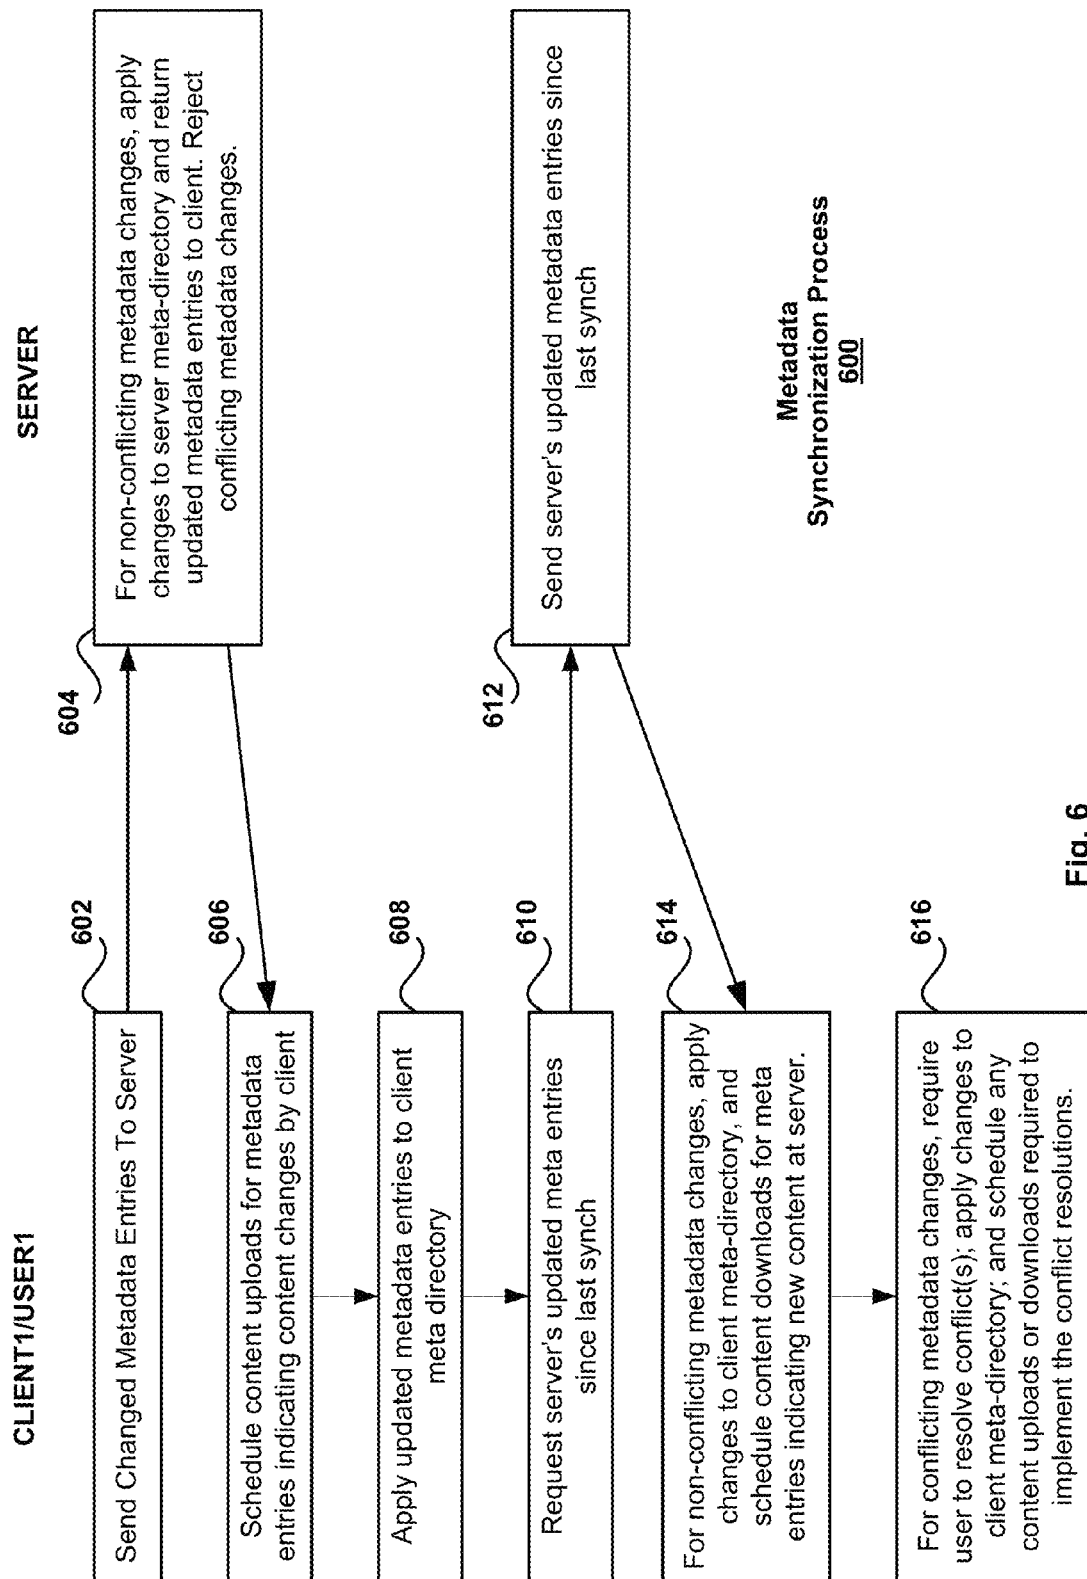 CLIENT1/USER1
SERVER
602
Send Changed Metadata Entries To Server
604
For non-conflicting metadata changes, apply
changes to server meta-directory and return
updated metadata entries to client. Reject
conflicting metadata changes.
606
Schedule content uploads for metadata
entries indicating content changes by client
608
Apply updated metadata entries to client
meta directory
610
Request server's updated meta entries
since last synch
612
Send server's updated metadata entries since
last synch
614
For non-conflicting metadata changes, apply
changes to client meta-directory, and
schedule content downloads for meta
entries indicating new content at server.
616
For conflicting metadata changes, require
user to resolve conflict(s); apply changes to
client meta-directory; and schedule any
content uploads or downloads required to
implement the conflict resolutions.
Metadata
Synchronization Process
600
Fig. 6